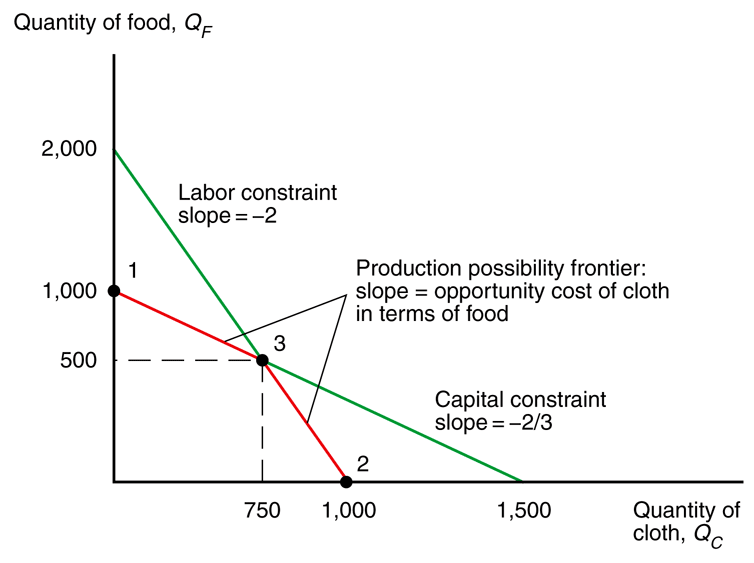 Quantity of food, Q_F
2,000
Labor constraint
slope = –2
1
1,000
Production possibility frontier:
slope = opportunity cost of cloth
in terms of food
3
500
Capital constraint
slope = –2/3
2
750
1,000
1,500
Quantity of
cloth, Q_C